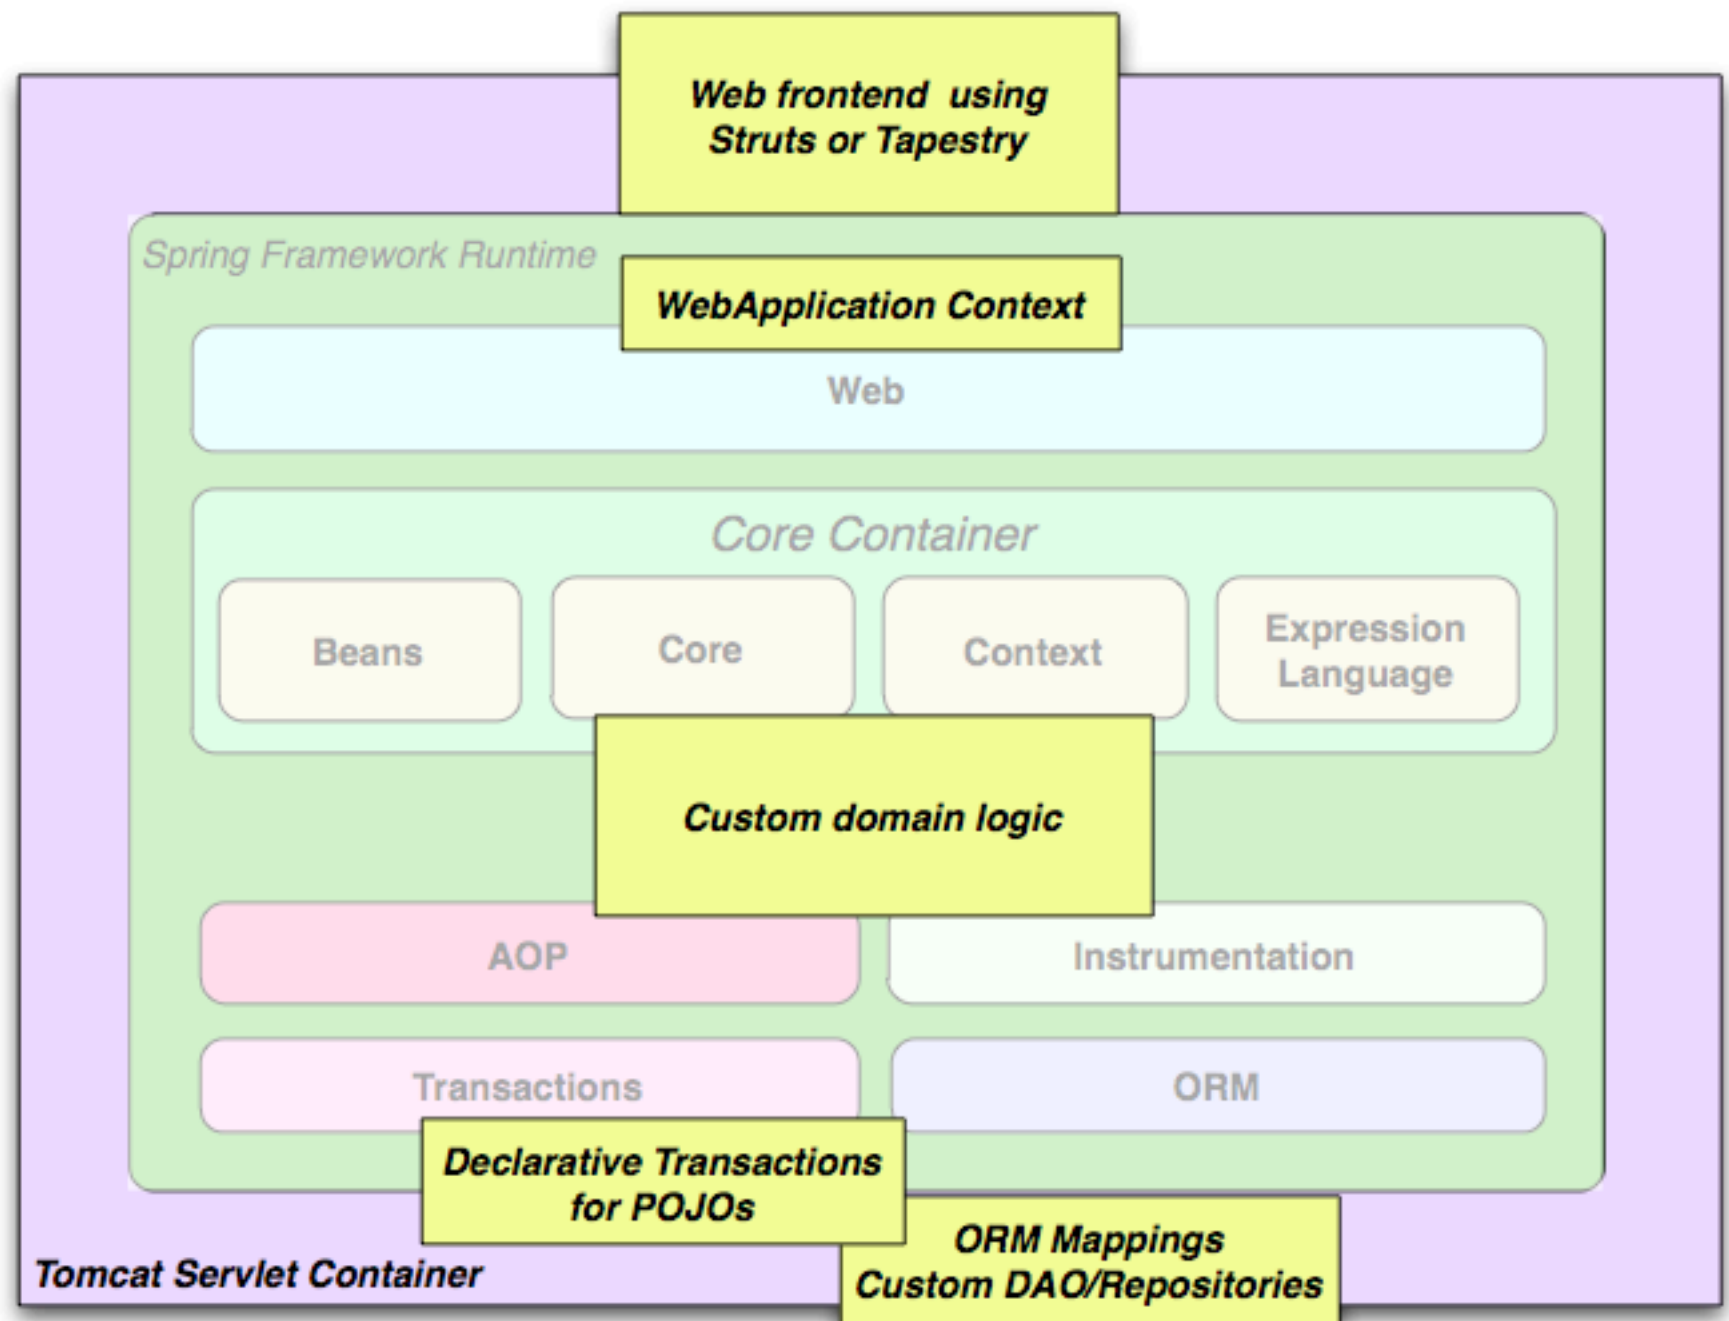 Web frontend using
Struts or Tapestry
Spring Framework Runtime
WebApplication Context
Web
Core Container
Beans
Core
Context
Expression
Language
Custom domain logic
AOP
Instrumentation
Transactions
ORM
Declarative Transactions
for POJOs
ORM Mappings
Custom DAO/Repositories
Tomcat Servlet Container